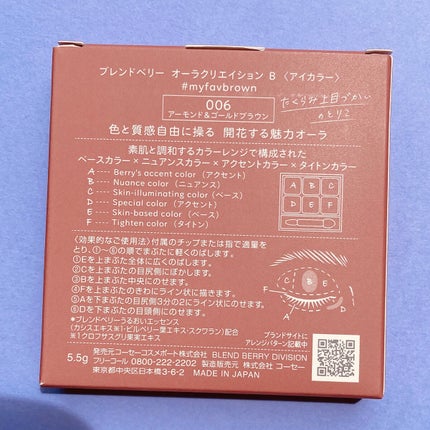 ブレンドベリー オーラクリエイション B 〈アイカラー〉
#myfavbrown
006
アーモンド&ゴールドブラウン
たくらみ上目づかい
のとりこ
色と質感自由に操る 開花する魅力オーラ
素肌と調和するカラーレンジで構成された
ベースカラー×ニュアンスカラー×アクセントカラー×タイトンカラー
A ---- Berry's accent color (アクセント)
B ---- Nuance color (ニュアンス)
C ---- Skin-illuminating color (ベース)
D ---- Special color (アクセント)
E ---- Skin-based color (ベース)
F ---- Tighten color (タイトン)
A B C
D E F
〈効果的なご使用法〉付属のチップまたは指で適量を
とり、①~⑥の順でまぶたに軽くのばします。
①Eを上まぶた全体に広くのばします。
②Cを上まぶたの目尻側にぼかします。
③Bを上まぶた中央にのせます。
④Fを上まぶたのきわにライン状に描きます。
⑤Aを下まぶたの目尻側3分の2にライン状にのせます。
⑥Dを下まぶたの目頭側にのせます。
*ブレンドベリーうるおいエッセンス
(カシスエキス※1・ビルベリー葉エキス・スクワラン)配合
※1クロフサスグリ果実エキス
E
C
B
F
D
A
ブランドサイトに
アレンジパターン記載中
5.5g
発売元コーセーコスメポート株式会社 BLEND BERRY DIVISION
フリーコール 0800-222-2202 製造販売元 株式会社 コーセー
東京都中央区日本橋3-6-2 MADE IN JAPAN